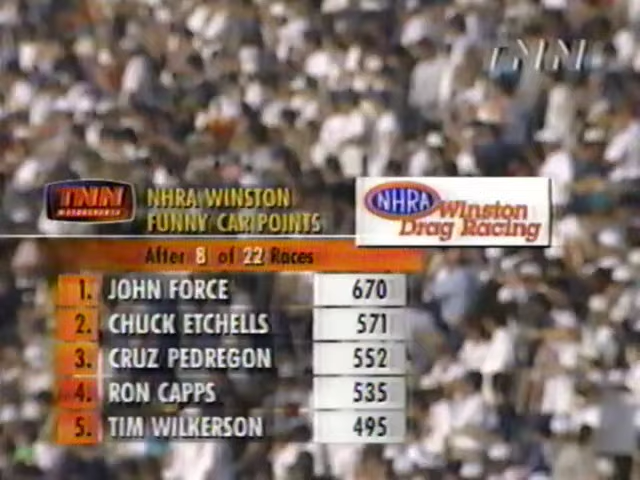 TNN
TNN
MOTORSPORTS
NHRA WINSTON
FUNNY CAR POINTS
NHRA Winston
Drag Racing
After 8 of 22 Races
1. JOHN FORCE 670
2. CHUCK ETCHELLS 571
3. CRUZ PEDREGON 552
4. RON CAPPS 535
5. TIM WILKERSON 495